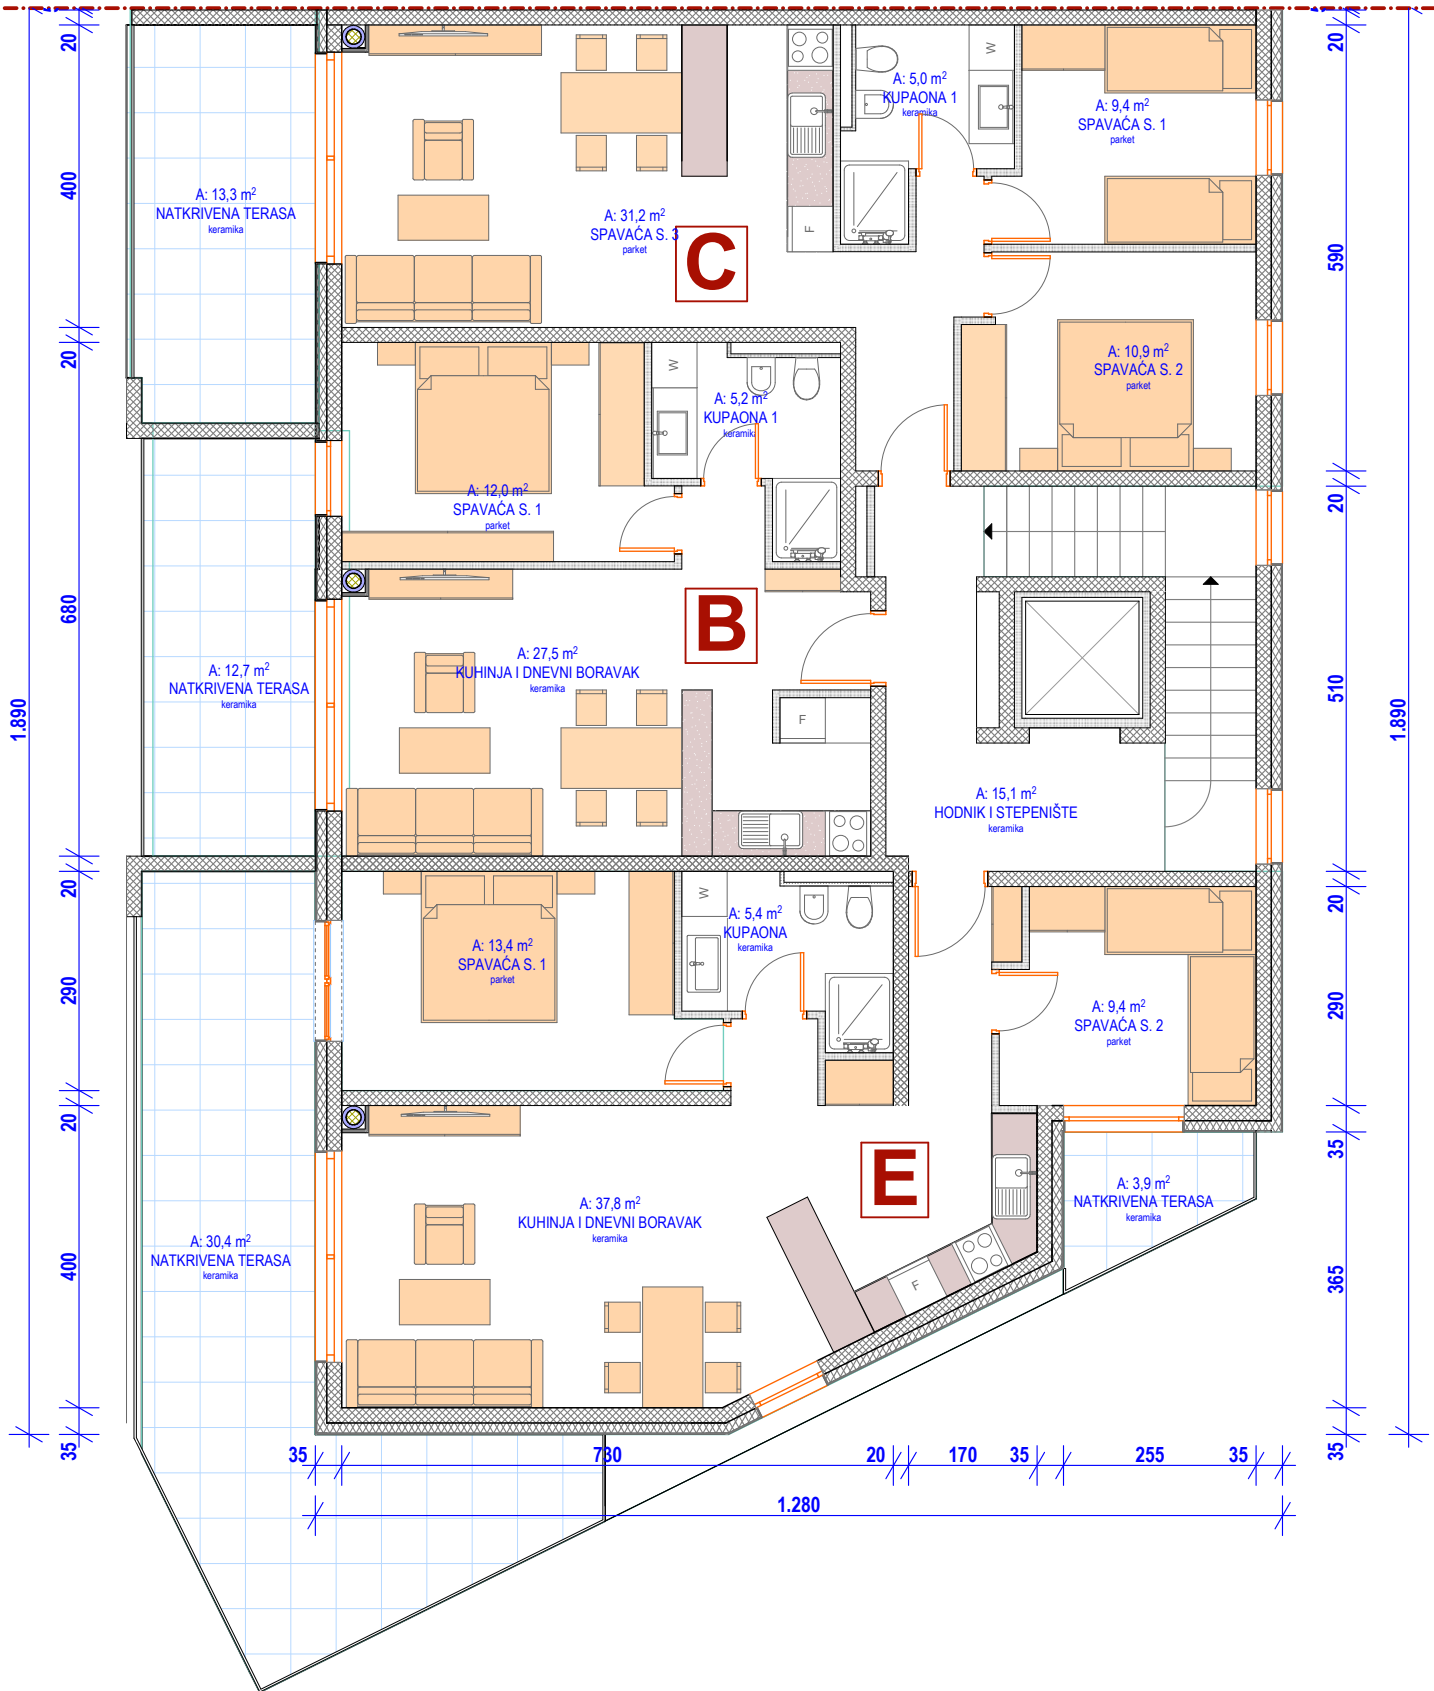 20
20
A: 5,0 m²
KUPAONA 1
keramika
W
A: 9,4 m²
SPAVAĆA S. 1
parket
400
A: 13,3 m²
NATKRIVENA TERASA
keramika
A: 31,2 m²
SPAVAĆA S. 3
parket
F
C
590
20
A: 10,9 m²
SPAVAĆA S. 2
parket
W
A: 5,2 m²
KUPAONA 1
keramika
A: 12,0 m²
SPAVAĆA S. 1
parket
20
680
B
A: 27,5 m²
KUHINJA I DNEVNI BORAVAK
keramika
A: 12,7 m²
NATKRIVENA TERASA
keramika
510
1.890
1.890
F
A: 15,1 m²
HODNIK I STEPENIŠTE
keramika
20
20
W
A: 5,4 m²
KUPAONA
keramika
A: 13,4 m²
SPAVAĆA S. 1
parket
290
290
A: 9,4 m²
SPAVAĆA S. 2
parket
20
35
E
A: 37,8 m²
KUHINJA I DNEVNI BORAVAK
keramika
A: 3,9 m²
NATKRIVENA TERASA
keramika
A: 30,4 m²
NATKRIVENA TERASA
keramika
400
365
F
35
35
35
730
20
170
35
255
35
1.280